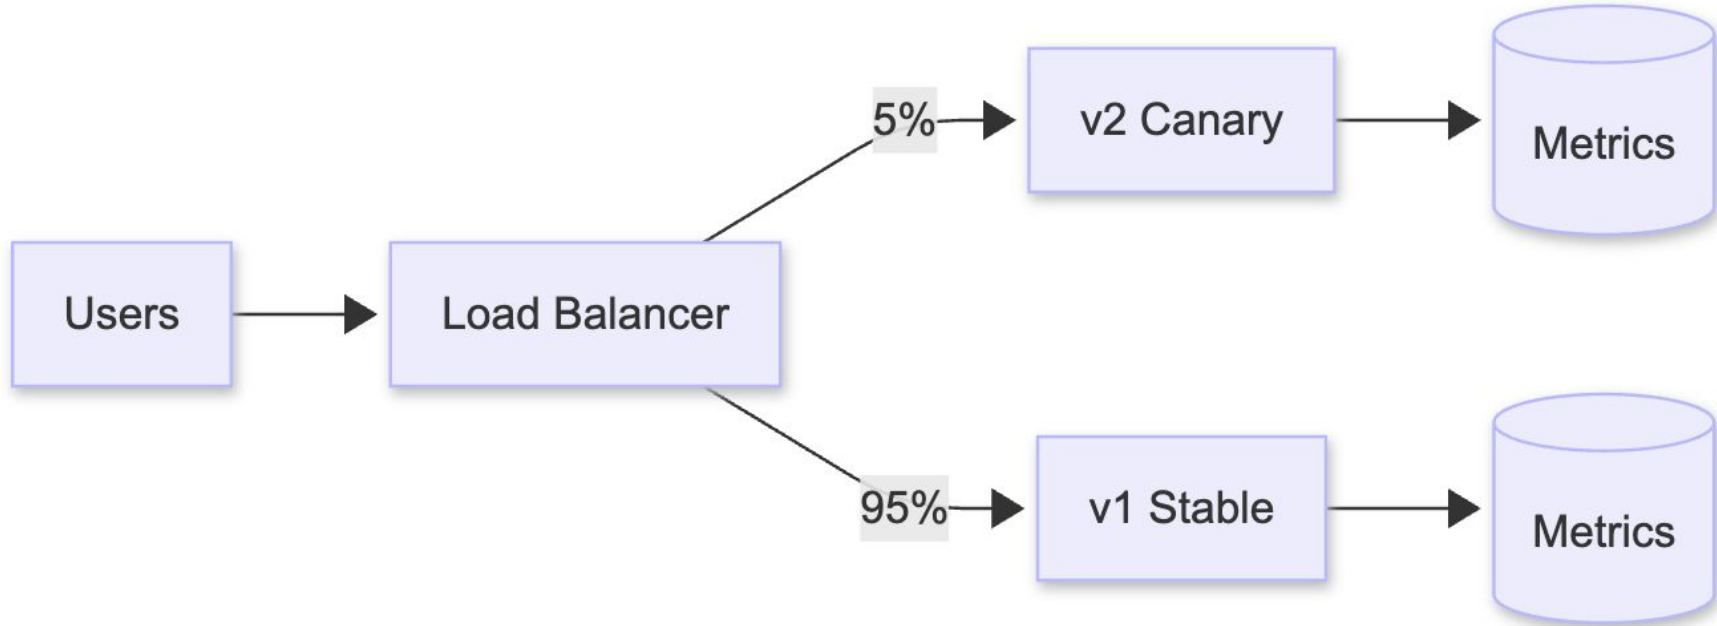 Users
Load Balancer
5%
v2 Canary
Metrics
95%
v1 Stable
Metrics